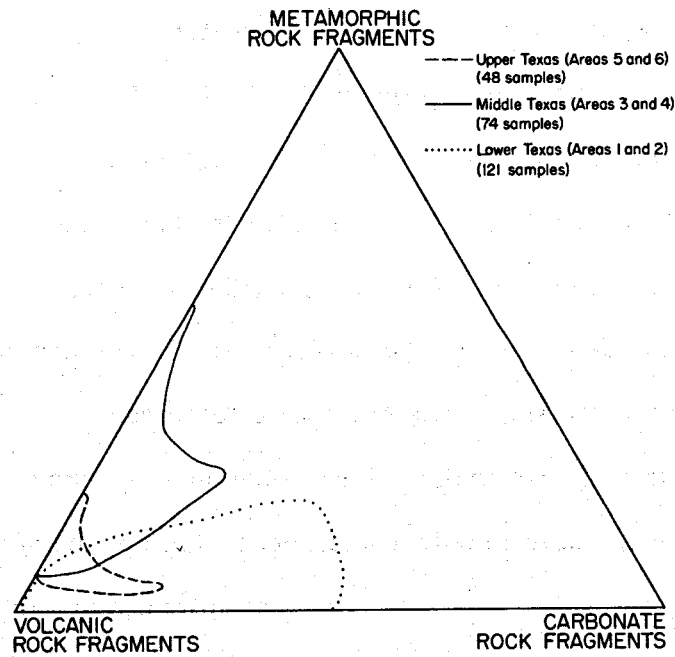 METAMORPHIC
ROCK FRAGMENTS
Upper Texas (Areas 5 and 6)
(48 samples)
Middle Texas (Areas 3 and 4)
(74 samples)
Lower Texas (Areas 1 and 2)
(121 samples)
VOLCANIC
ROCK FRAGMENTS
CARBONATE
ROCK FRAGMENTS